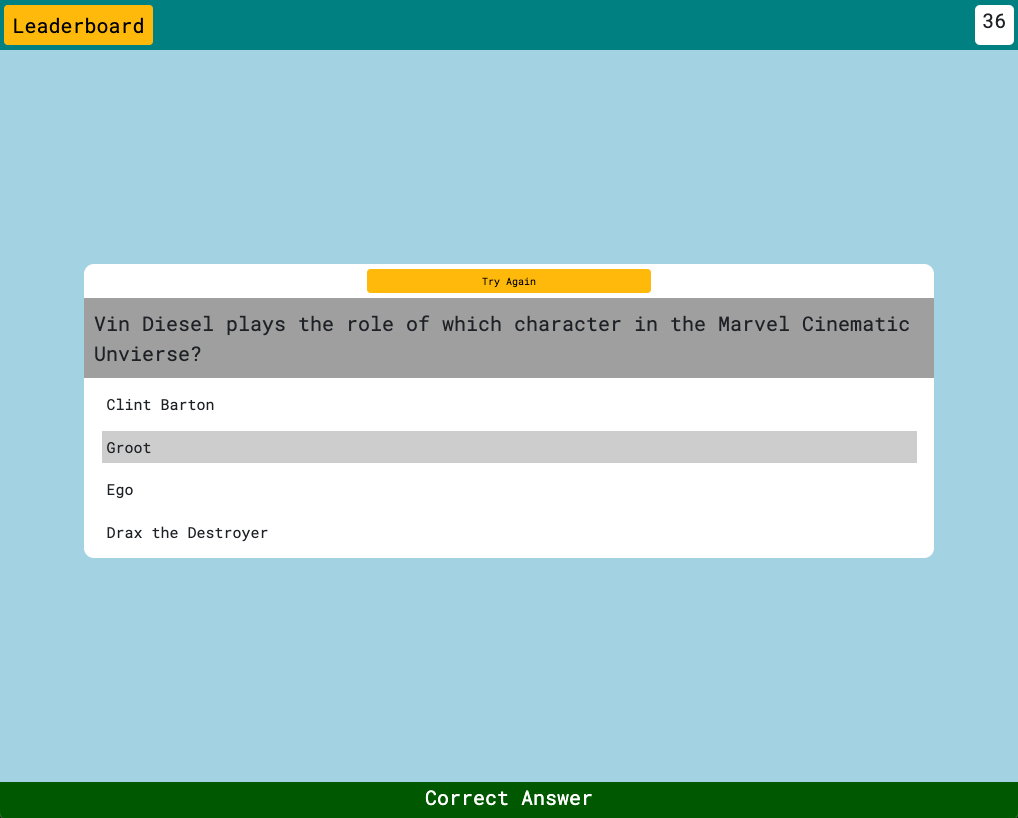 Leaderboard
36
Try Again
Vin Diesel plays the role of which character in the Marvel Cinematic
Unvierse?
Clint Barton
Groot
Ego
Drax the Destroyer
Correct Answer